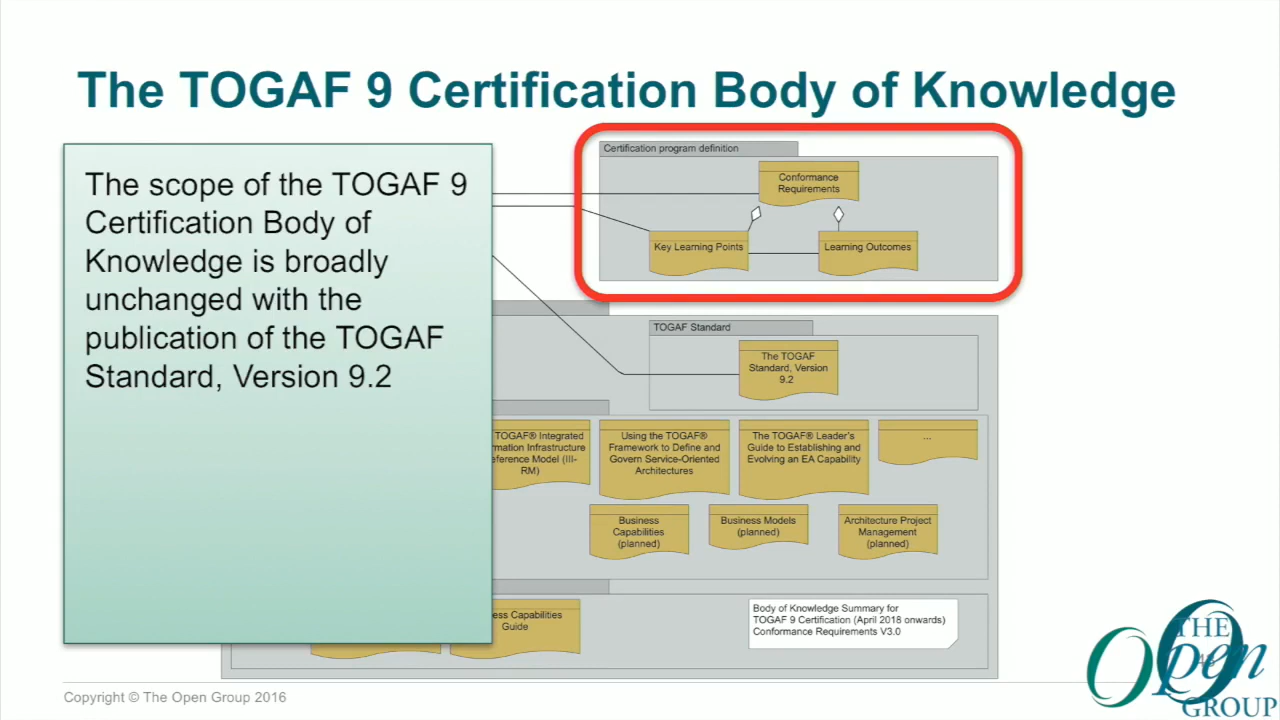 The TOGAF 9 Certification Body of Knowledge
The scope of the TOGAF 9
Certification Body of
Knowledge is broadly
unchanged with the
publication of the TOGAF
Standard, Version 9.2
Certification program definition
Conformance
Requirements
Key Learning Points
Learning Outcomes
TOGAF Standard
The TOGAF
Standard, Version
9.2
TOGAF® Integrated
Infrastructure
Model (III-
RM)
Using the TOGAF®
Framework to Define and
Govern Service-Oriented
Architectures
The TOGAF® Leader's
Guide to Establishing and
Evolving an EA Capability
...
Business
Capabilities
(planned)
Business Models
(planned)
Architecture Project
Management
(planned)
Capabilities
Guide
Body of Knowledge Summary for
TOGAF 9 Certification (April 2018 onwards)
Conformance Requirements V3.0
Copyright © The Open Group 2016
THE
Open
GROUP